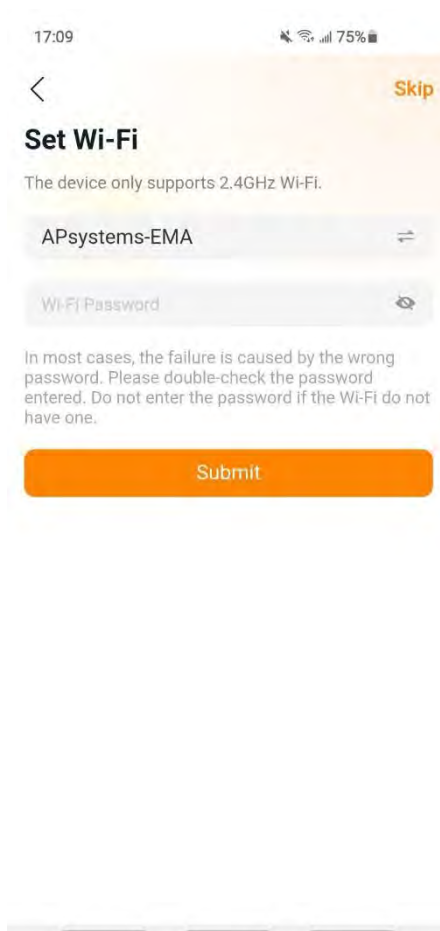 17:09 75%
Skip
Set Wi-Fi
The device only supports 2.4GHz Wi-Fi.
APsystems-EMA
Wi-Fi Password
In most cases, the failure is caused by the wrong
password. Please double-check the password
entered. Do not enter the password if the Wi-Fi do not
have one.
Submit